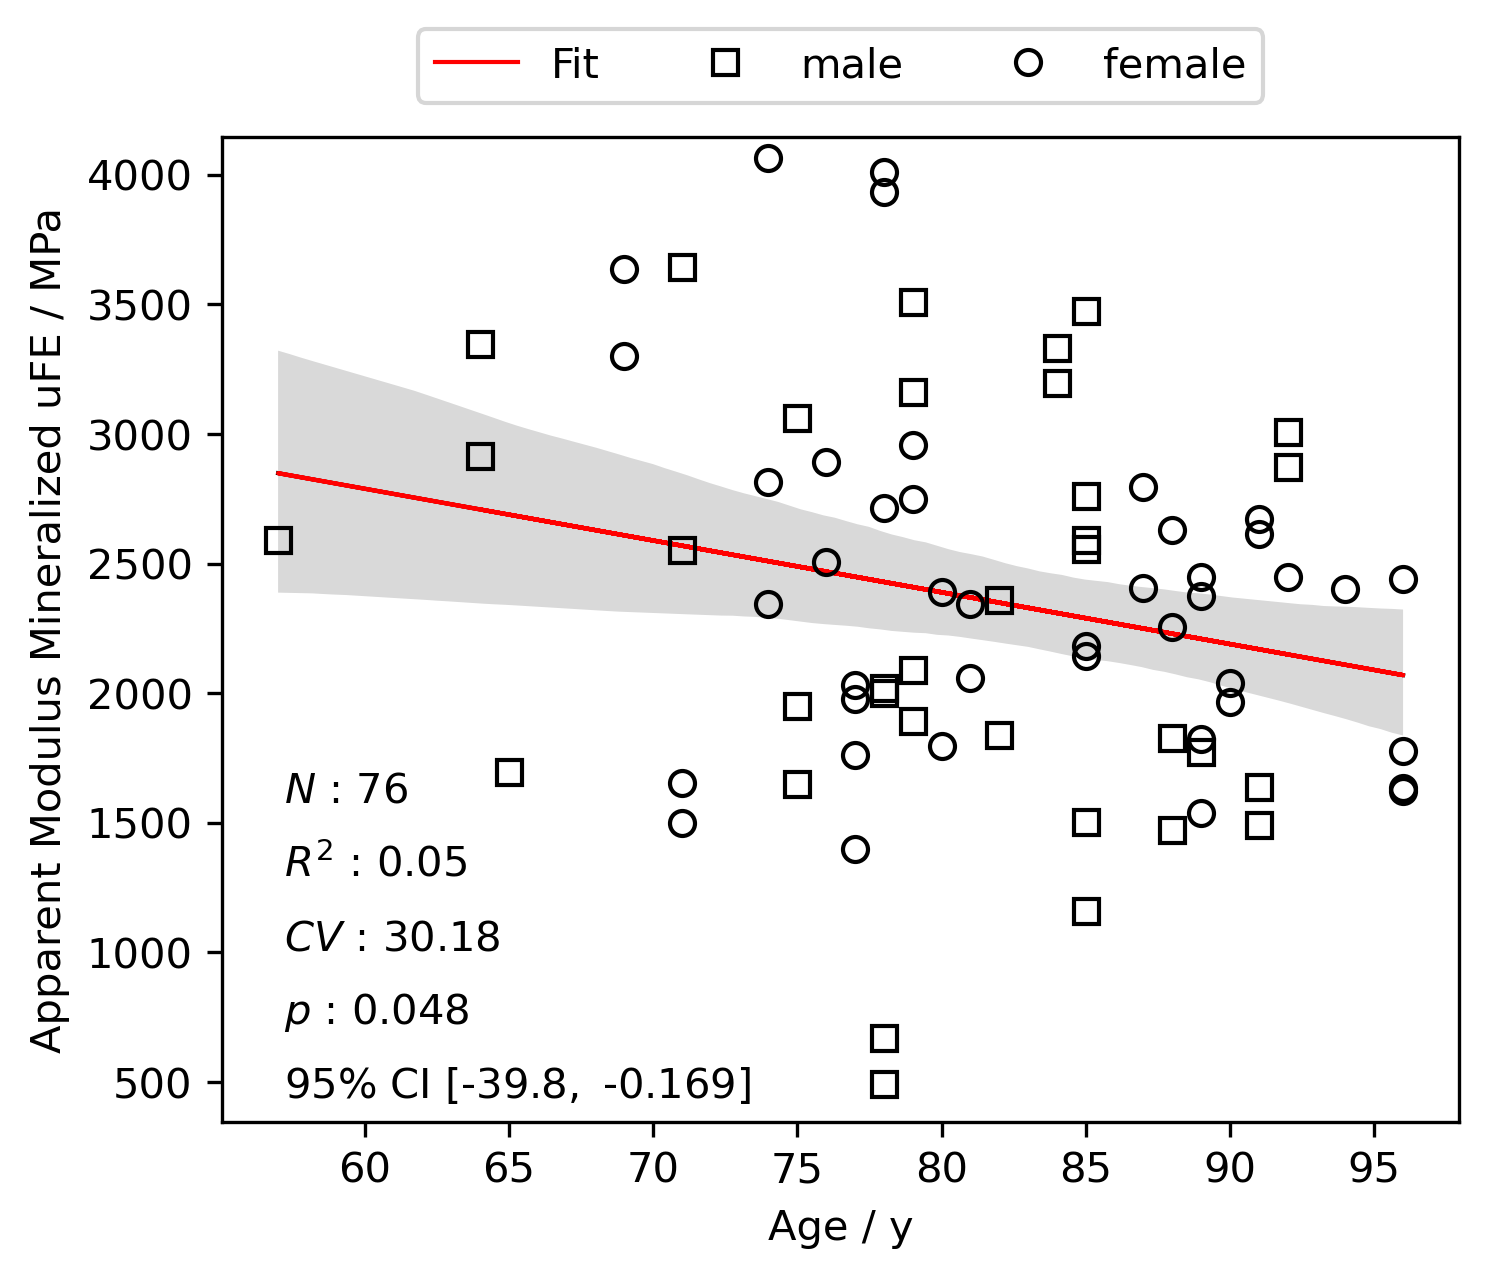 Fit male female
Apparent Modulus Mineralized uFE / MPa
4000
3500
3000
2500
2000
1500
1000
500
N : 76
R² : 0.05
CV : 30.18
p : 0.048
95% CI [-39.8, -0.169]
60 65 70 75 80 85 90 95
Age / y